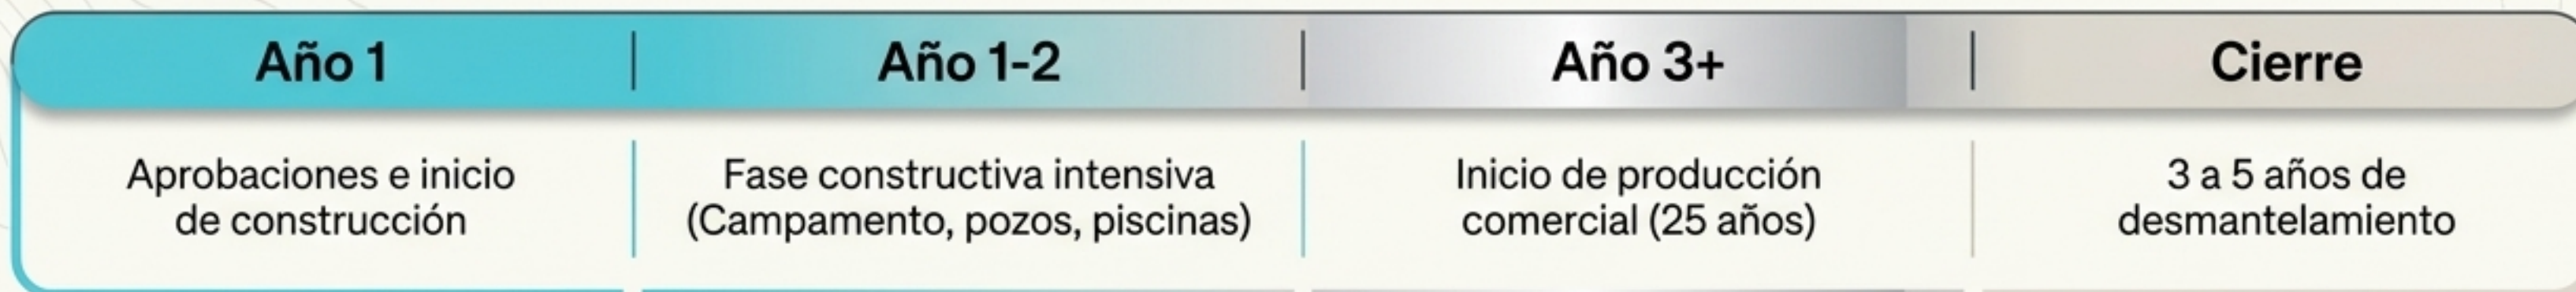 Año 1
Año 1-2
Año 3+
Cierre
Aprobaciones e inicio
de construcción
Fase constructiva intensiva
(Campamento, pozos, piscinas)
Inicio de producción
comercial (25 años)
3 a 5 años de
desmantelamiento